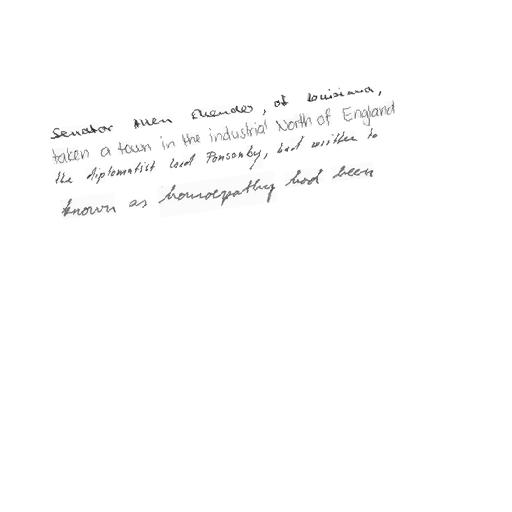 Senator Allen Ellender, of Louisiana,
taken a town in the industrial North of England
the diplomatist Lord Ponsonby, had written to
known as homoeopathy had been